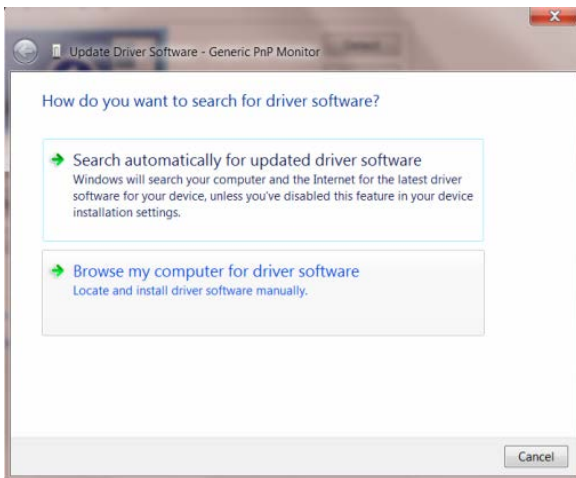 Update Driver Software - Generic PnP Monitor
How do you want to search for driver software?
Search automatically for updated driver software
Windows will search your computer and the Internet for the latest driver
software for your device, unless you've disabled this feature in your device
installation settings.
Browse my computer for driver software
Locate and install driver software manually.
Cancel